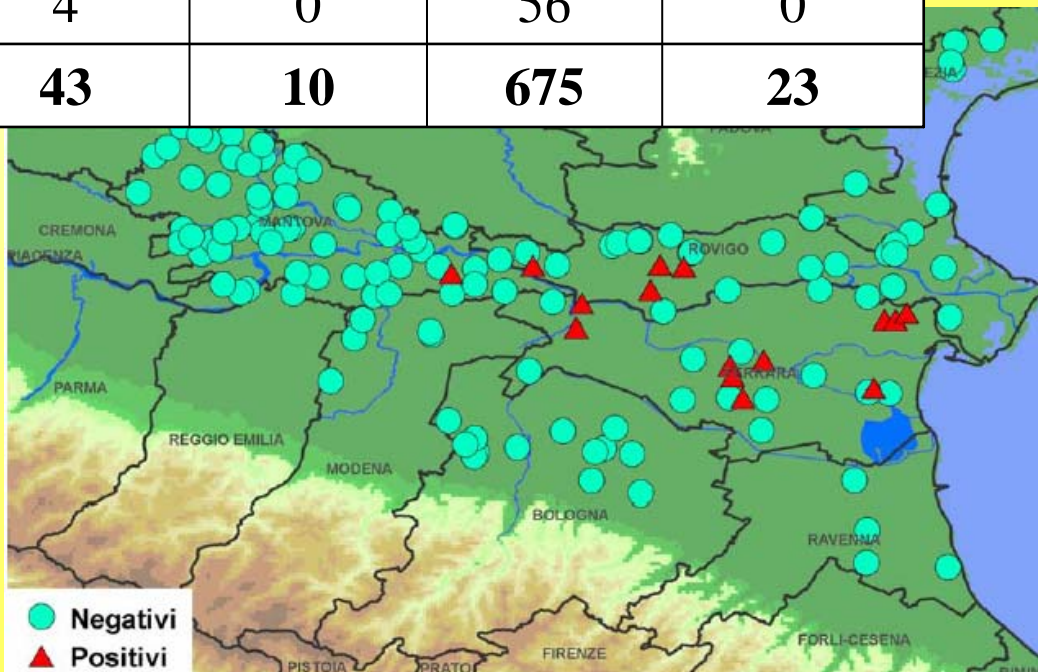 4 0 56 0
43 10 675 23
EZIA
PADOVA
CREMONA
MANTOVA
PIACENZA
ROVIGO
PARMA
FERRARA
REGGIO EMILIA
MODENA
BOLOGNA
RAVENNA
Negativi
FORLI-CESENA
Positivi
FIRENZE
PISTOIA
PRATO